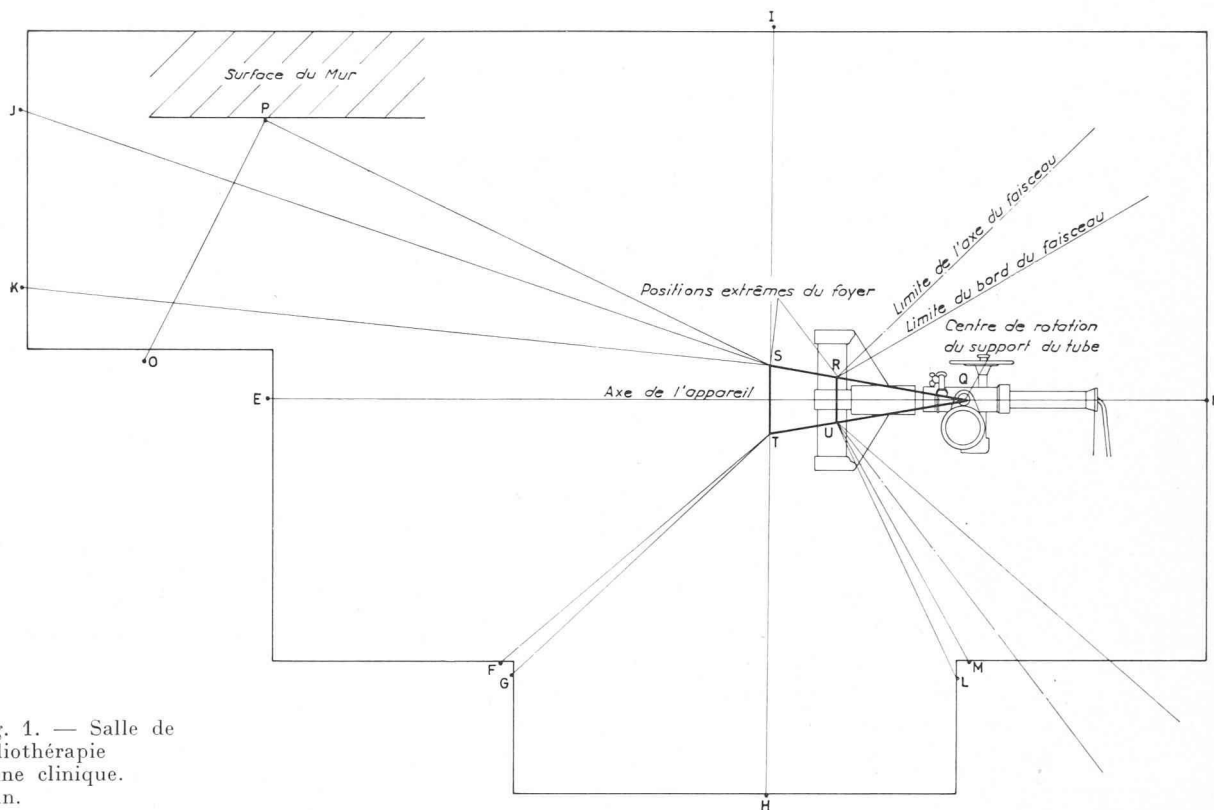 I
Surface du Mur
J
P
Limite de l'axe du faisceau
Limite du bord du faisceau
K
Positions extrêmes du foyer
Centre de rotation
du support du tube
O
S
R
Q
E
Axe de l'appareil
T
U
F
G
M
L
H
1. — Salle de
liothérapie
ne clinique.